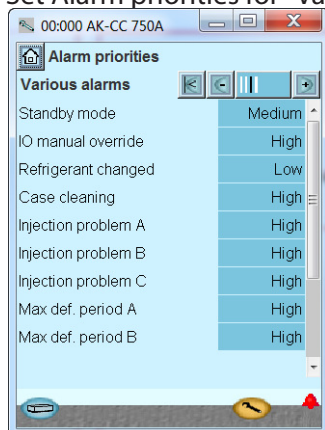 Set Alarm priorities for "Va
00:000 AK-CC 750A
Alarm priorities
Various alarms
Standby mode Medium
IO manual override High
Refrigerant changed Low
Case cleaning High
Injection problem A High
Injection problem B High
Injection problem C High
Max def. period A High
Max def. period B High